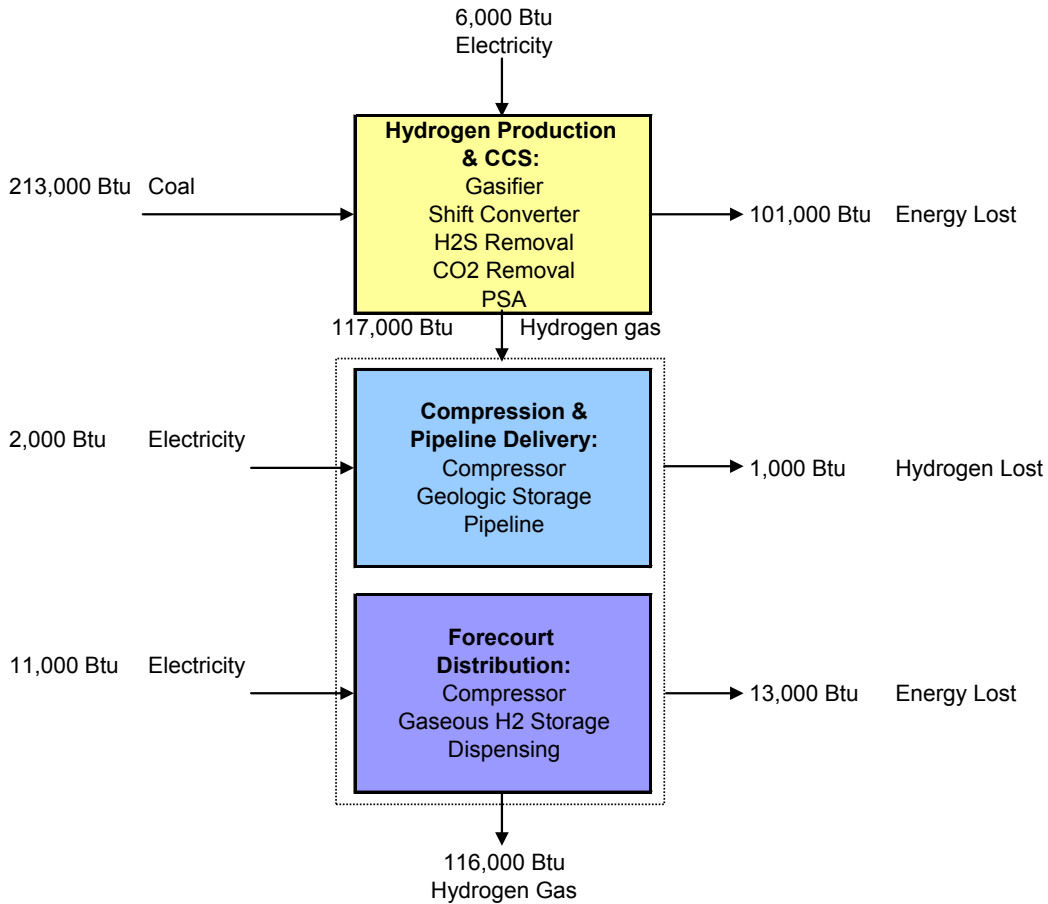 6,000 Btu
Electricity
Hydrogen Production
& CCS:
Gasifier
Shift Converter
H2S Removal
CO2 Removal
PSA
213,000 Btu Coal
101,000 Btu Energy Lost
117,000 Btu Hydrogen gas
Compression &
Pipeline Delivery:
Compressor
Geologic Storage
Pipeline
2,000 Btu Electricity
1,000 Btu Hydrogen Lost
Forecourt
Distribution:
Compressor
Gaseous H2 Storage
Dispensing
11,000 Btu Electricity
13,000 Btu Energy Lost
116,000 Btu
Hydrogen Gas